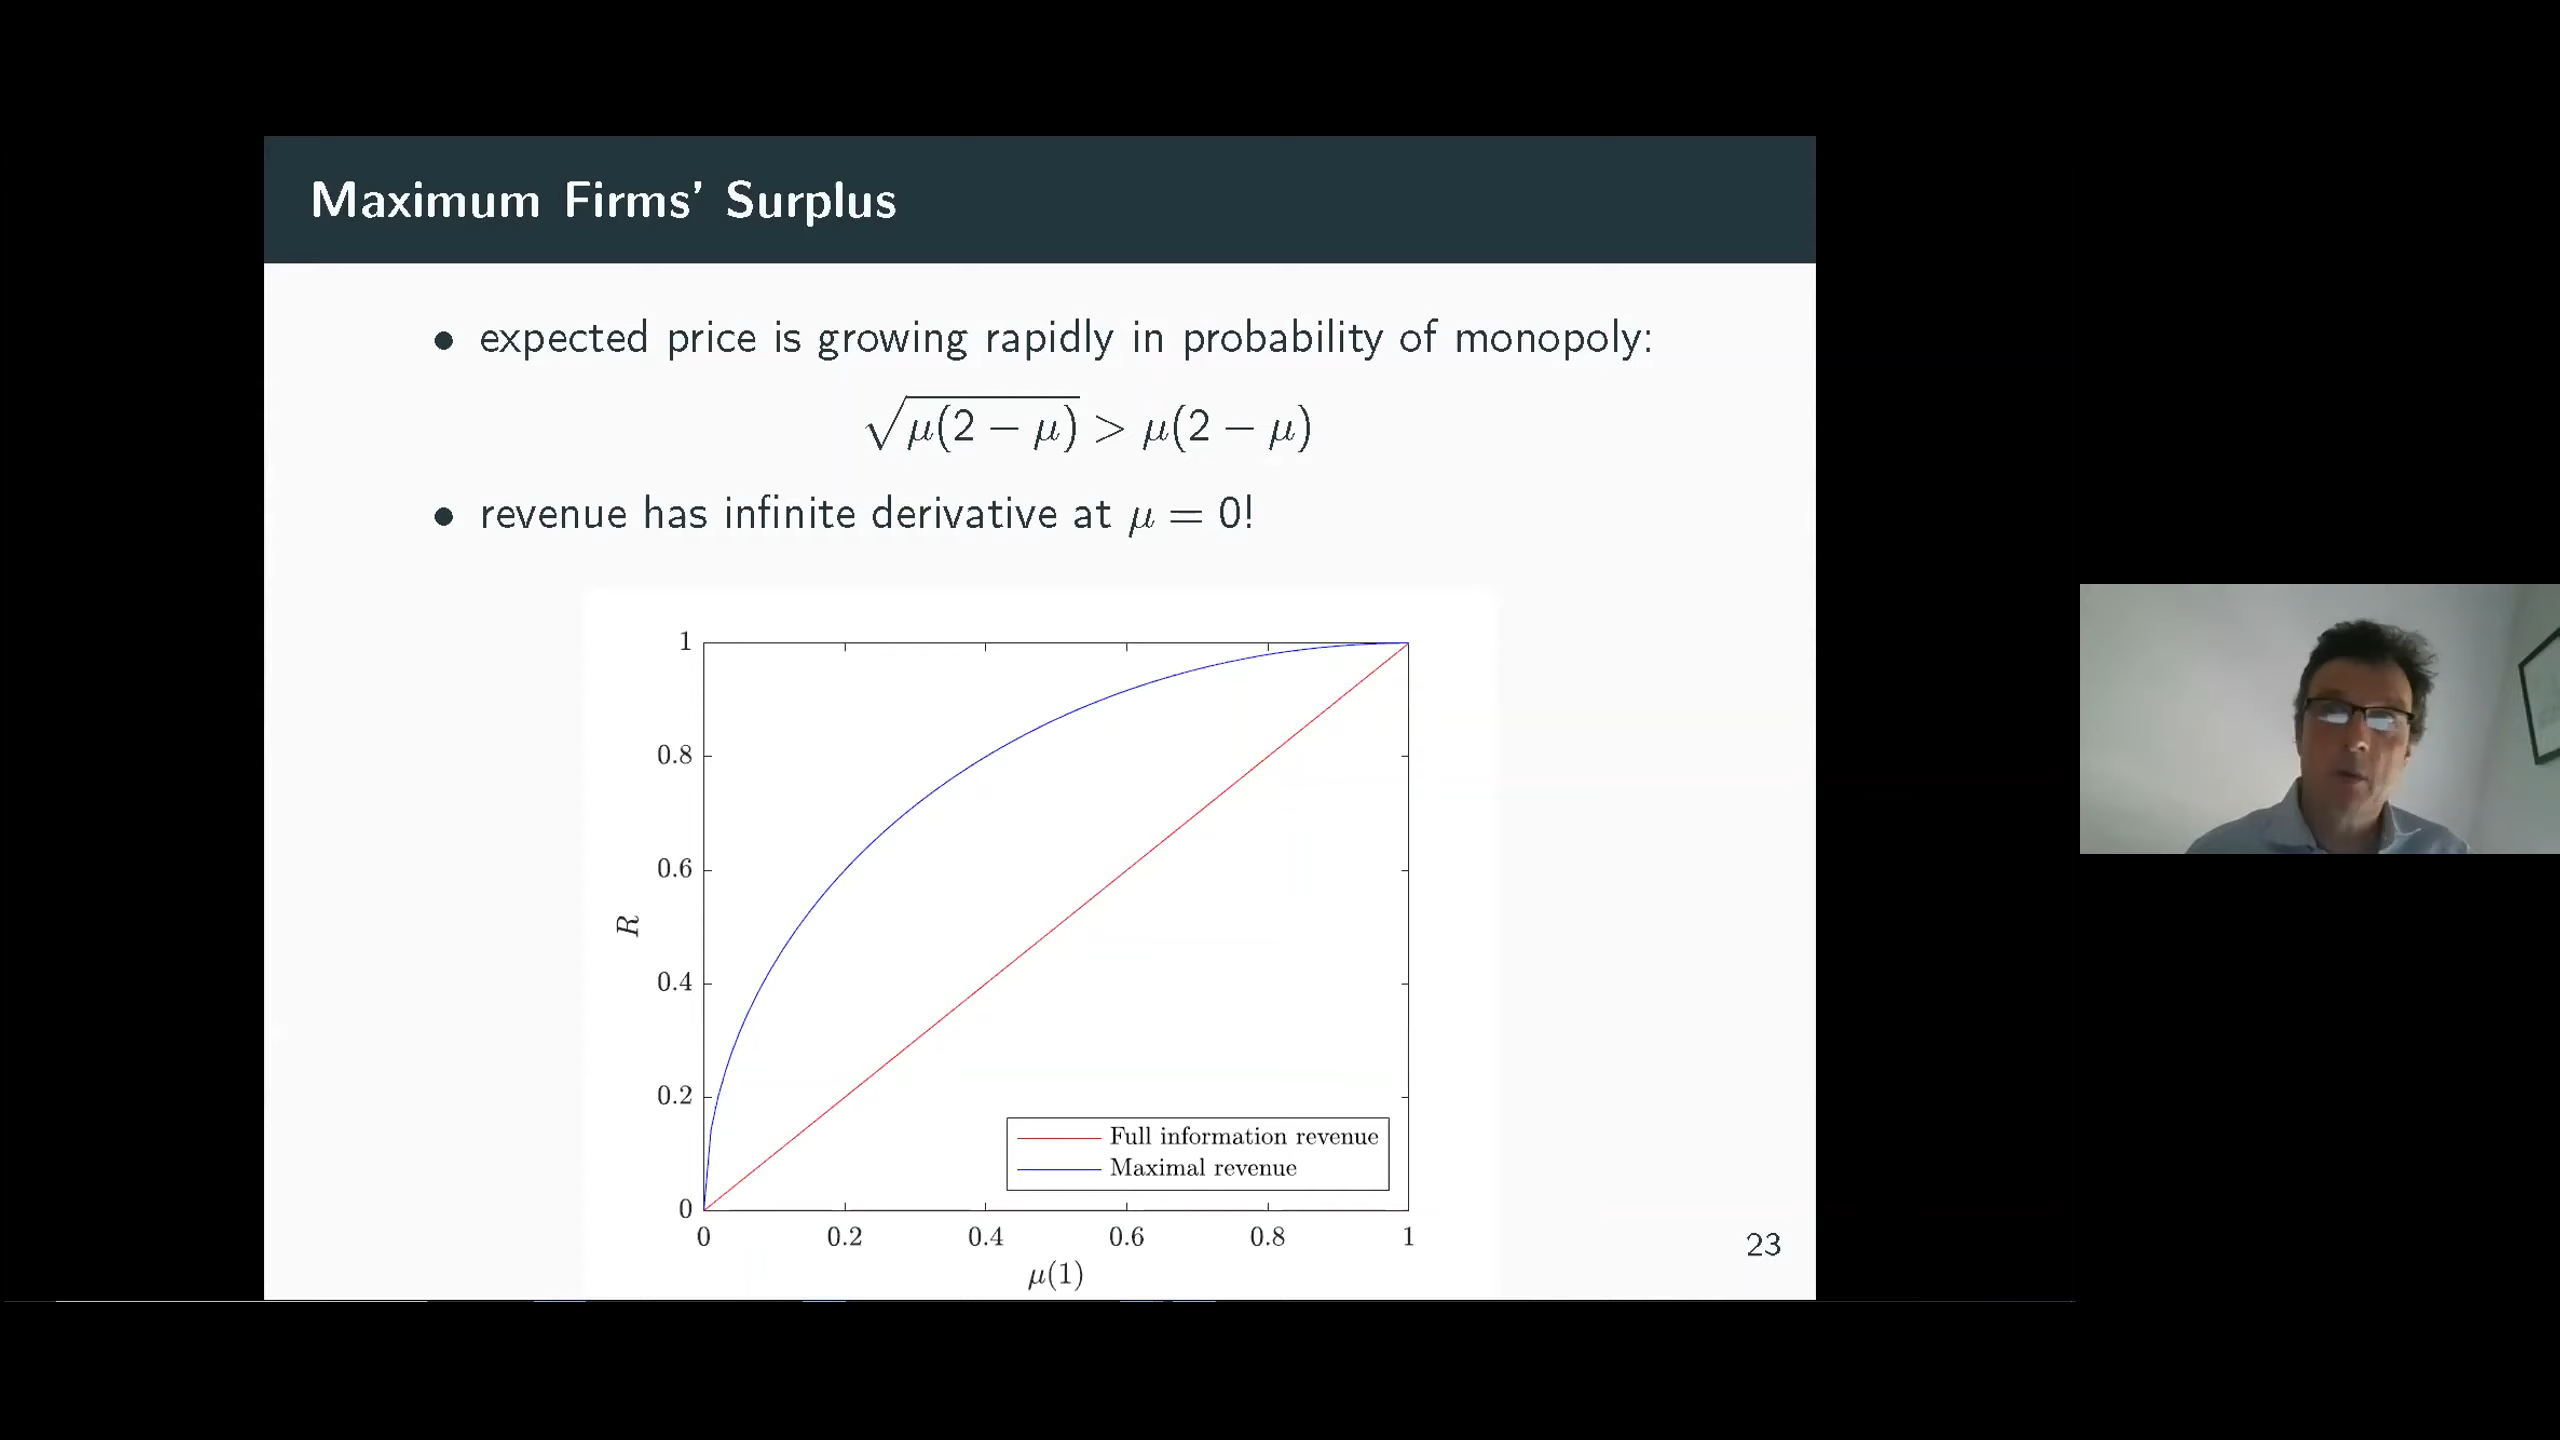 Maximum Firms' Surplus
• expected price is growing rapidly in probability of monopoly:
√μ(2 − μ) > μ(2 − μ)
• revenue has infinite derivative at μ = 0!
1
0.8
0.6
0.4
0.2
0
R
Full information revenue
Maximal revenue
0 0.2 0.4 0.6 0.8 1
μ(1)
23